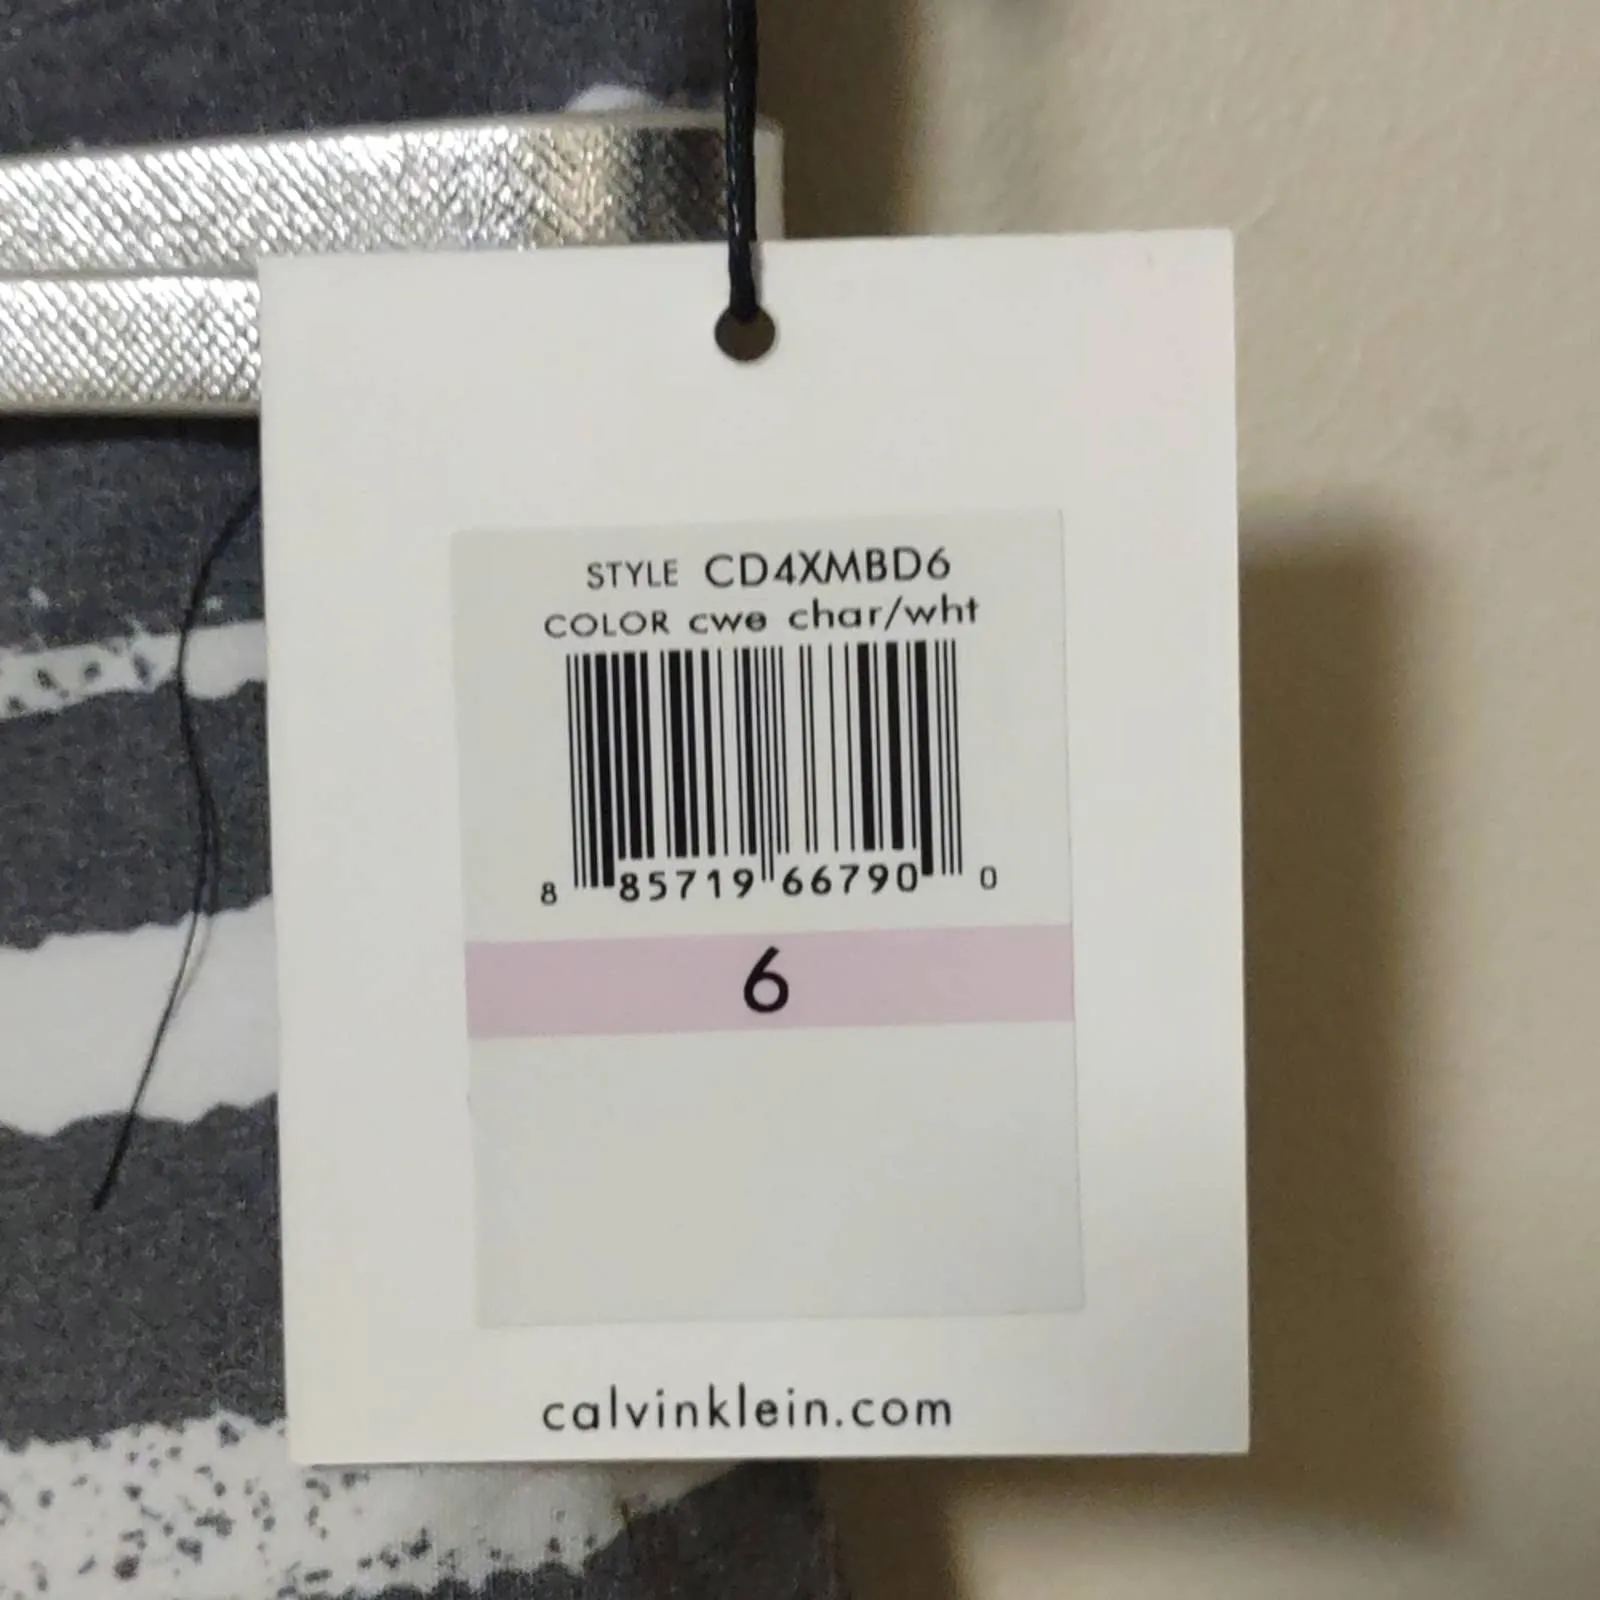 STYLE CD4XMBD6
COLOR cwe char/wht
8 85719 66790 0
6
calvinklein.com